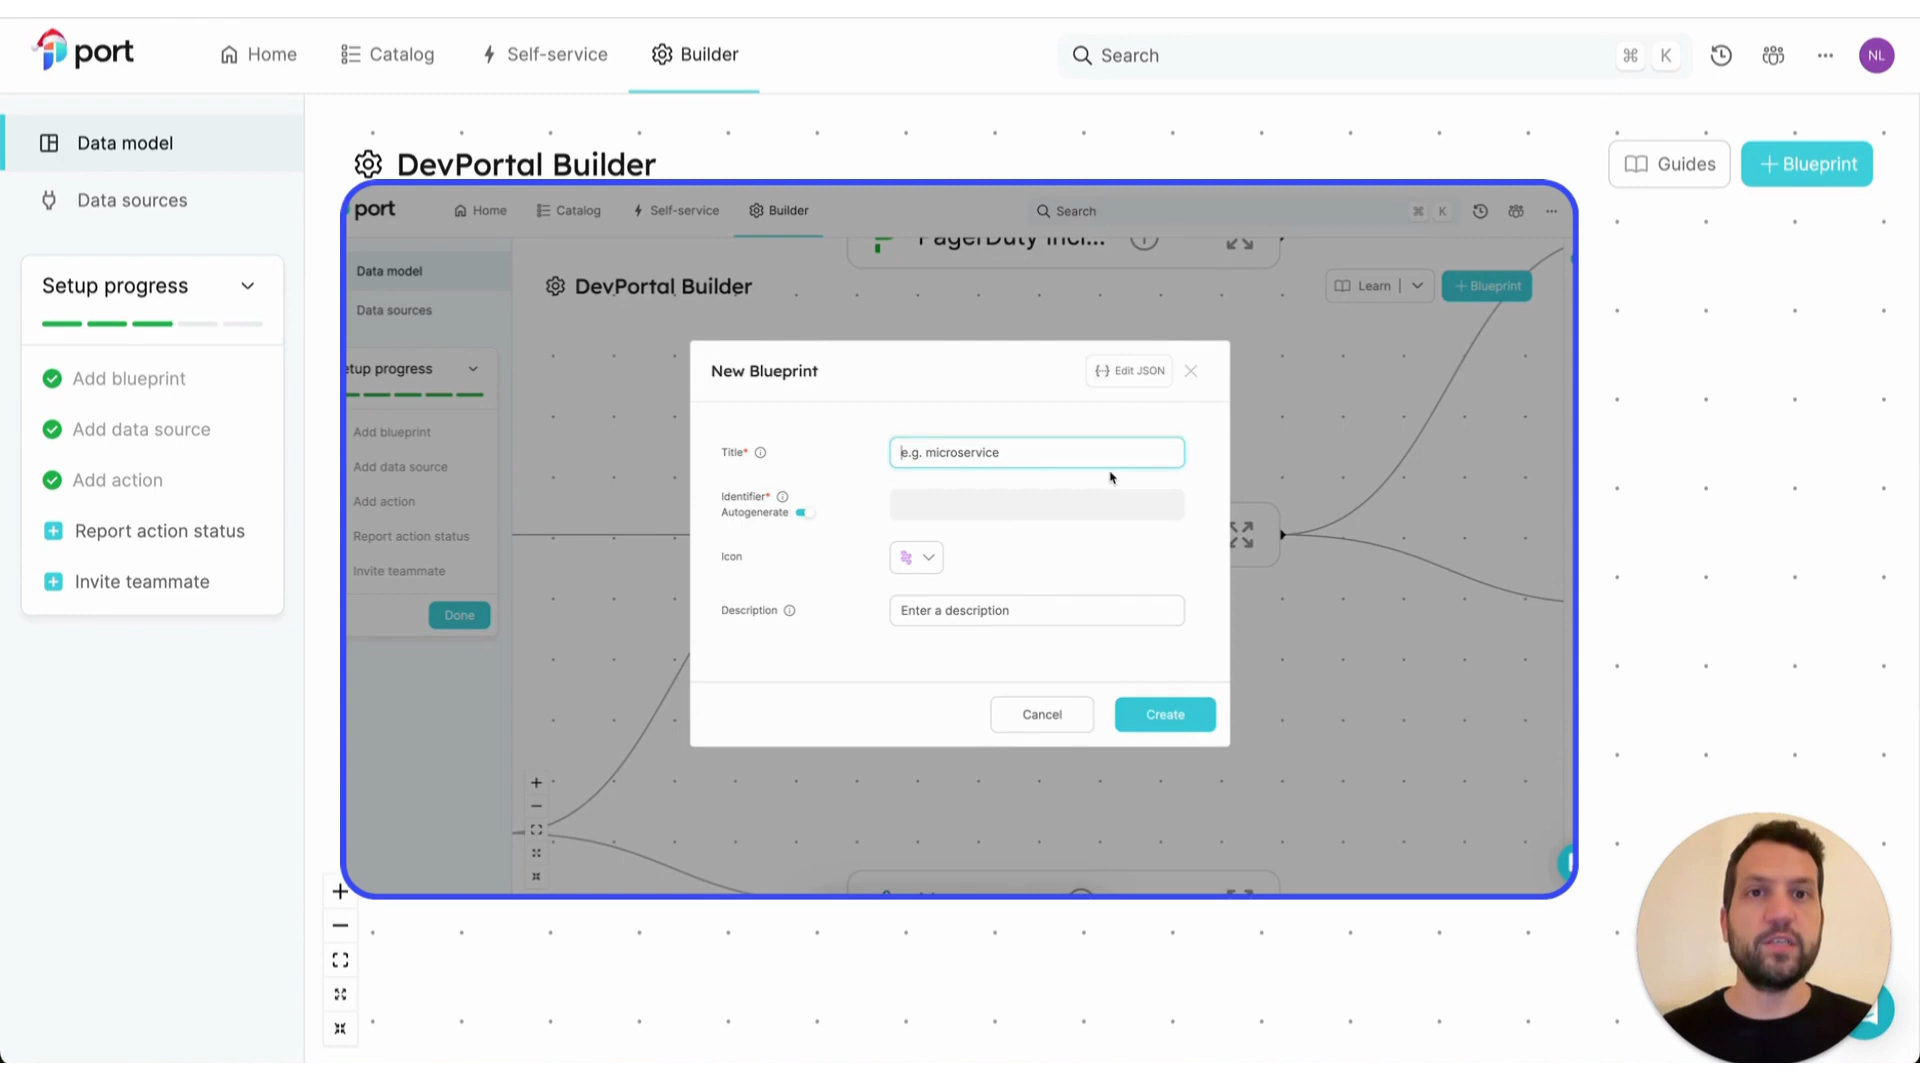 port
Home
Catalog
Self-service
Builder
Search
⌘ K
NL
Data model
Data sources
Setup progress
Add blueprint
Add data source
Add action
Report action status
Invite teammate
DevPortal Builder
Guides
+ Blueprint
port
Home
Catalog
Self-service
Builder
Search
⌘ K
Data model
Data sources
etup progress
Add blueprint
Add data source
Add action
Report action status
Invite teammate
Done
PagerDuty Inci...
DevPortal Builder
Learn
+ Blueprint
New Blueprint
Edit JSON
Title*
e.g. microservice
Identifier*
Autogenerate
Icon
Description
Enter a description
Cancel
Create